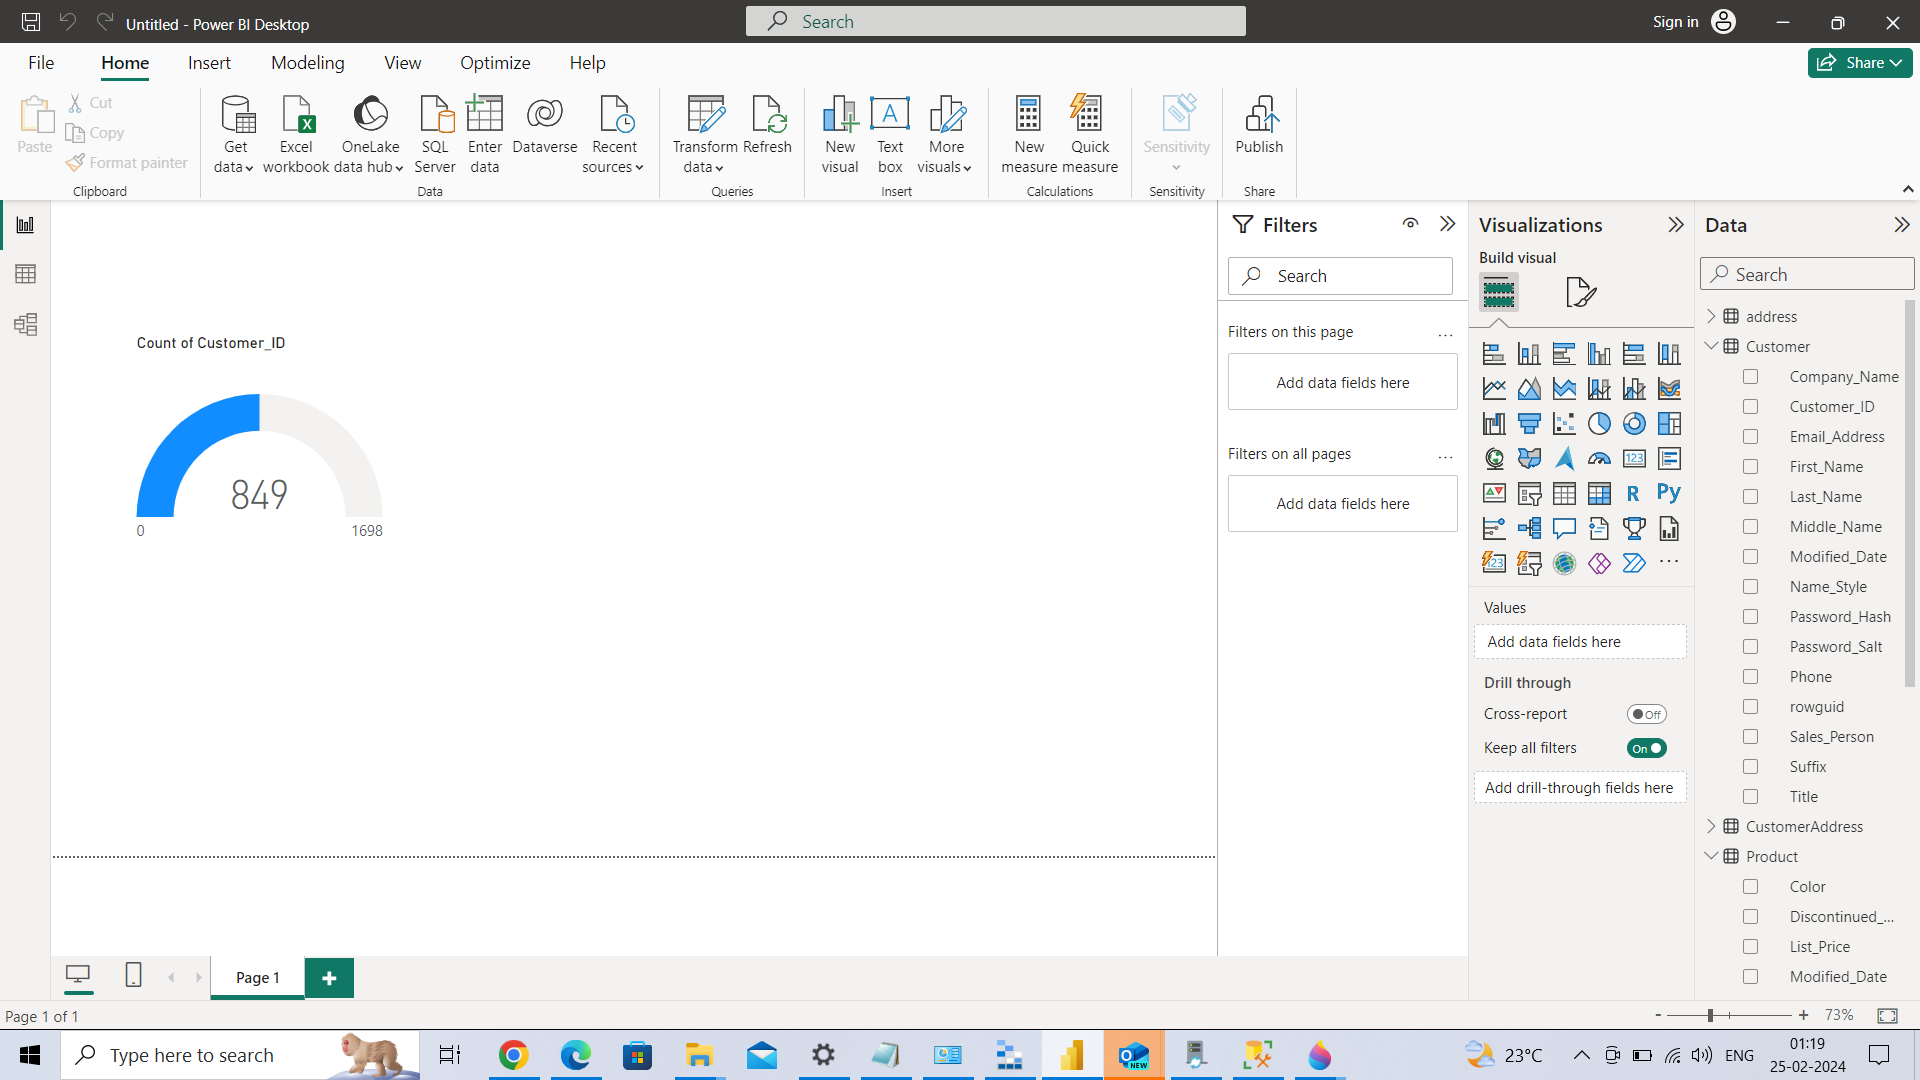 Untitled - Power BI Desktop
Search
Sign in
File
Home
Insert
Modeling
View
Optimize
Help
Share
Paste
Cut
Copy
Format painter
Clipboard
Get data
Excel workbook
OneLake data hub
SQL Server
Enter data
Dataverse
Recent sources
Data
Transform data
Refresh
Queries
New visual
Text box
More visuals
Insert
New measure
Quick measure
Calculations
Sensitivity
Sensitivity
Publish
Share
Count of Customer_ID
849
0
1698
Filters
Search
Filters on this page
...
Add data fields here
Filters on all pages
...
Add data fields here
Visualizations
Build visual
123
R
Py
123
...
Values
Add data fields here
Drill through
Cross-report
Off
Keep all filters
On
Add drill-through fields here
Data
Search
address
Customer
Company_Name
Customer_ID
Email_Address
First_Name
Last_Name
Middle_Name
Modified_Date
Name_Style
Password_Hash
Password_Salt
Phone
rowguid
Sales_Person
Suffix
Title
CustomerAddress
Product
Color
Discontinued_...
List_Price
Modified_Date
Page 1
+
Page 1 of 1
- + 73%
Type here to search
NEW
23°C
ENG
01:19
25-02-2024